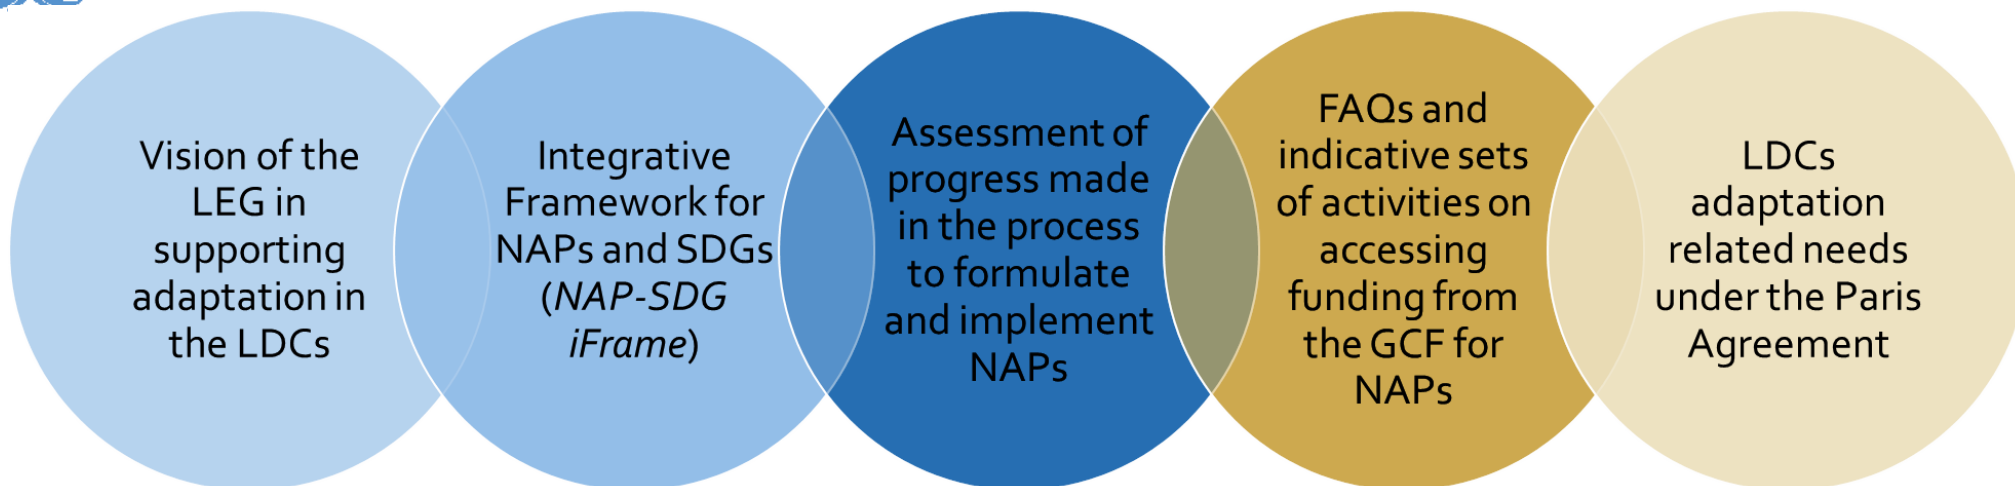 Vision of the
LEG in
supporting
adaptation in
the LDCs
Integrative
Framework for
NAPs and SDGs
(NAP-SDG
iFrame)
Assessment of
progress made
in the process
to formulate
and implement
NAPs
FAQs and
indicative sets
of activities on
accessing
funding from
the GCF for
NAPs
LDCs
adaptation
related needs
under the Paris
Agreement